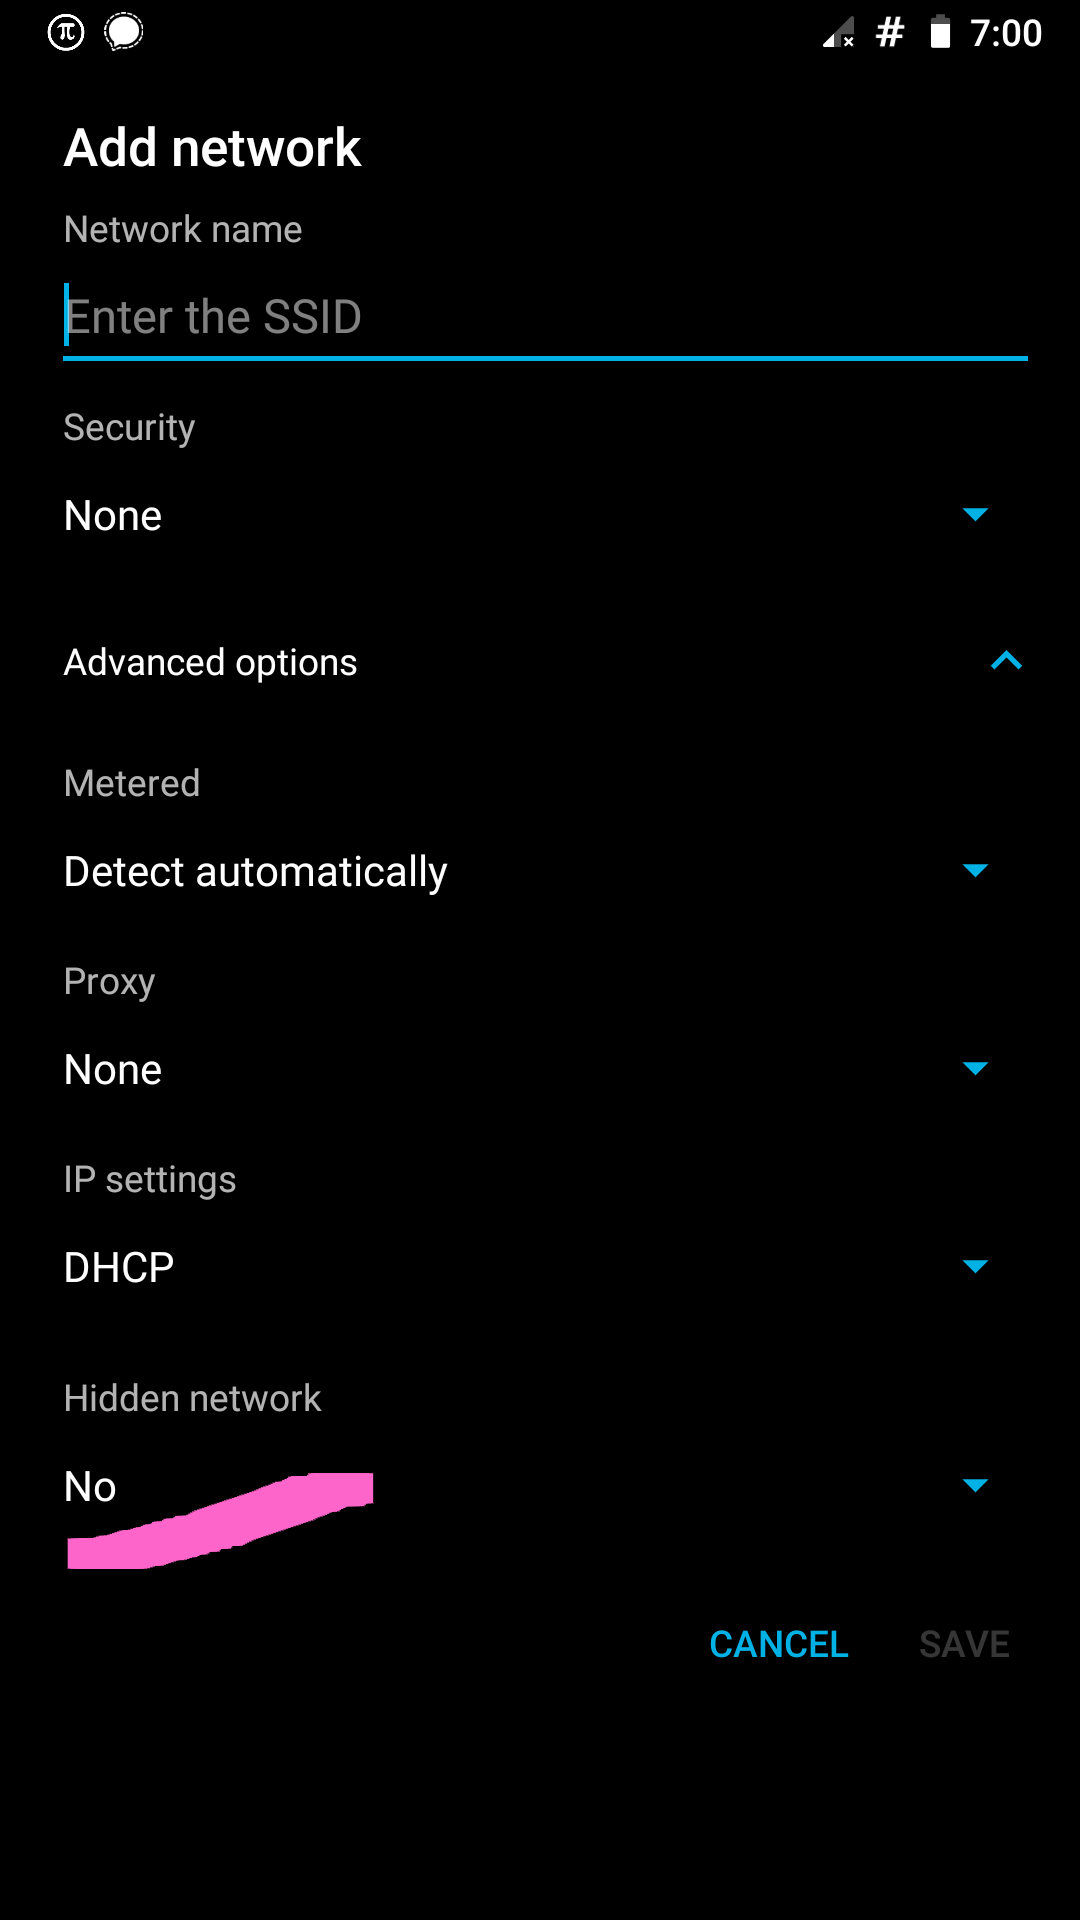 π # 7:00
Add network
Network name
Enter the SSID
Security
None
Advanced options
Metered
Detect automatically
Proxy
None
IP settings
DHCP
Hidden network
No
CANCEL SAVE